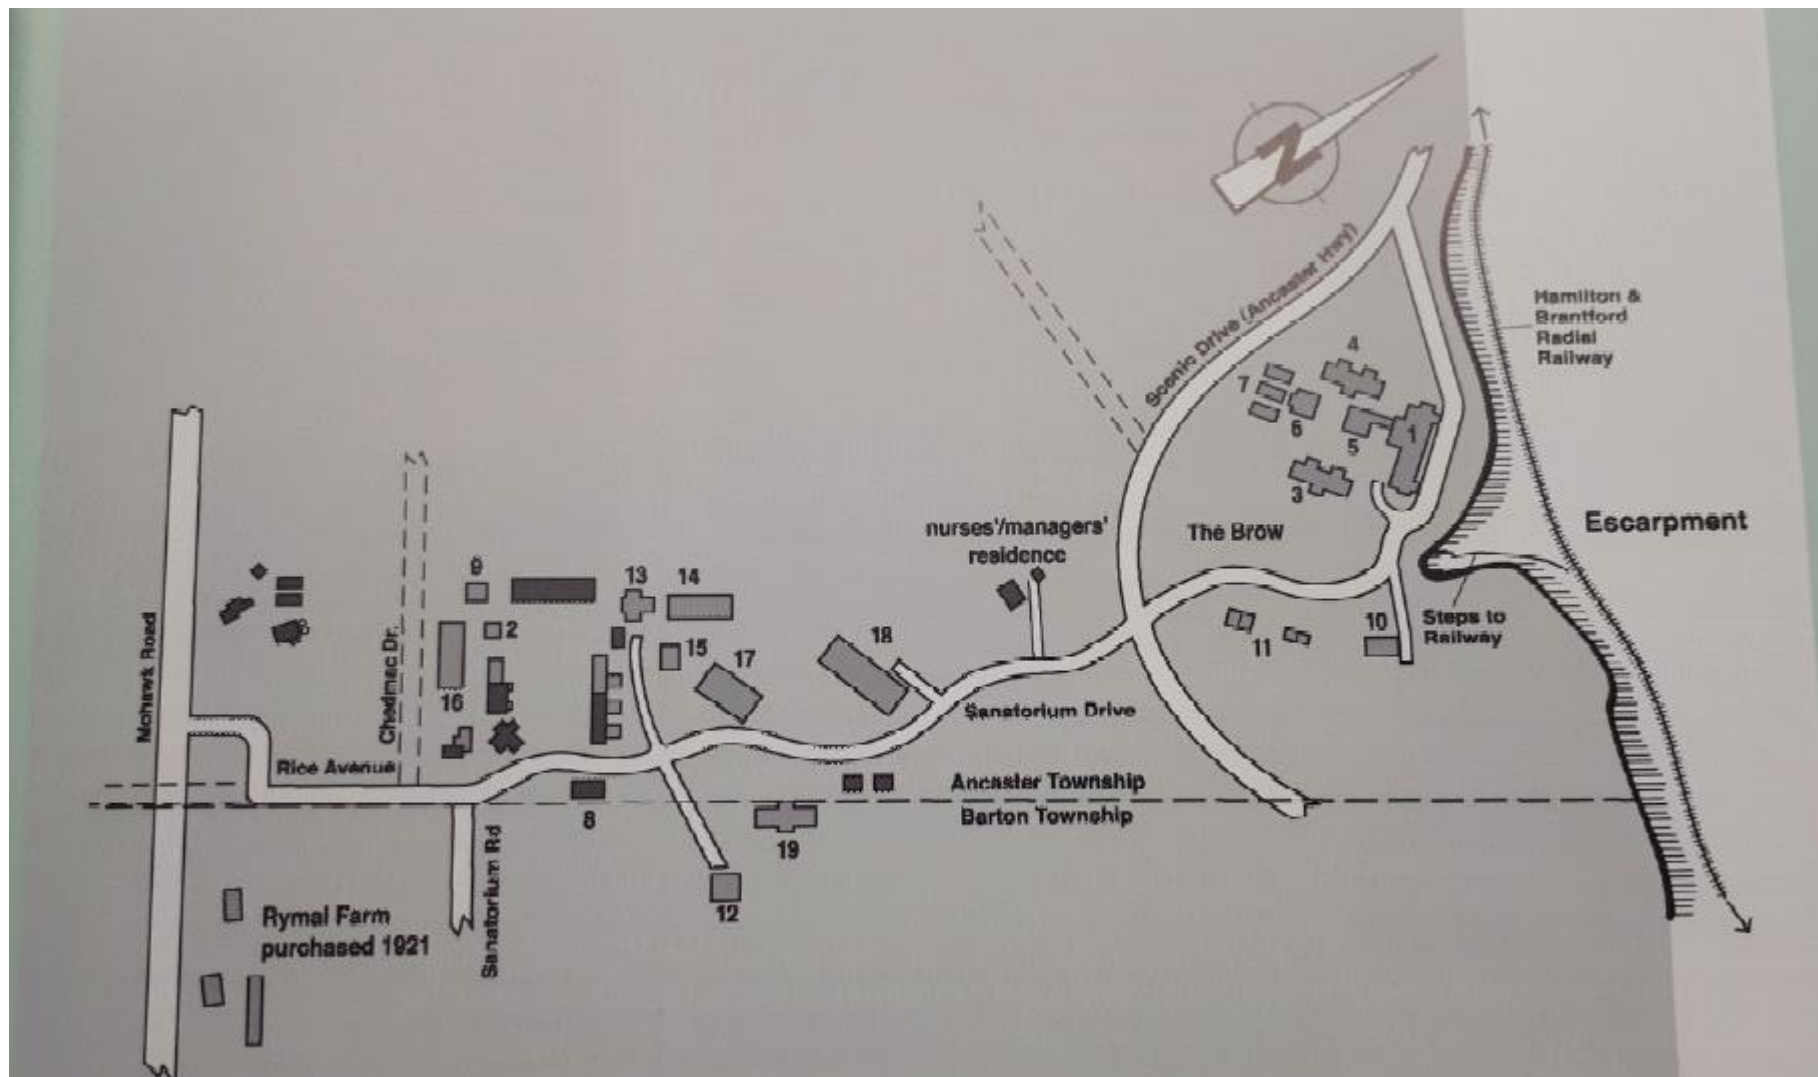 N
Scenic Drive (Ancaster Hwy)
Hamilton &
Brantford
Radial
Railway
4
7
6
5
1
3
Escarpment
The Brow
nurses'/managers'
residence
9
13
14
2
15
17
18
16
10
11
Steps to
Railway
Mohawk Road
Chedmac Dr.
Sanatorium Drive
Rice Avenue
Ancaster Township
Barton Township
8
19
12
Sanatorium Rd
Rymal Farm
purchased 1921